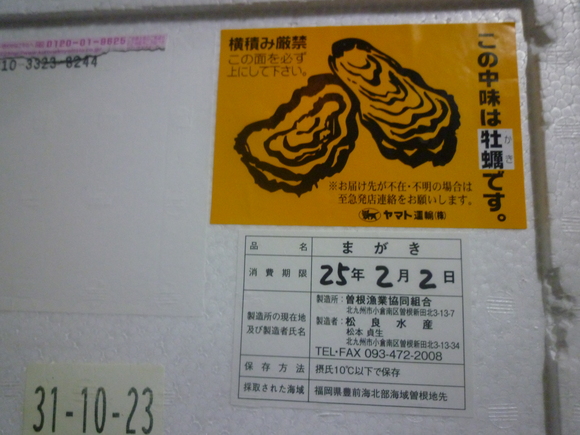 0120-01-9625
10 3323-8244
横積み厳禁
この面を必ず
上にして下さい。
この中味は牡蠣です。
かき
※お届け先が不在・不明の場合は
至急発店連絡をお願いします。
ヤマト運輸(株)
品名 まがき
消費期限 25年2月2日
製造所の現在地
及び製造者氏名
製造所：曽根漁業協同組合
北九州市小倉南区曽根新田北3-13-7
製造者：松良水産
松本 貞生
北九州市小倉南区曽根新田北3-13-34
TEL・FAX 093-472-2008
保存方法 摂氏10℃以下で保存
採取された海域 福岡県豊前海北部海域曽根地先
31-10-23